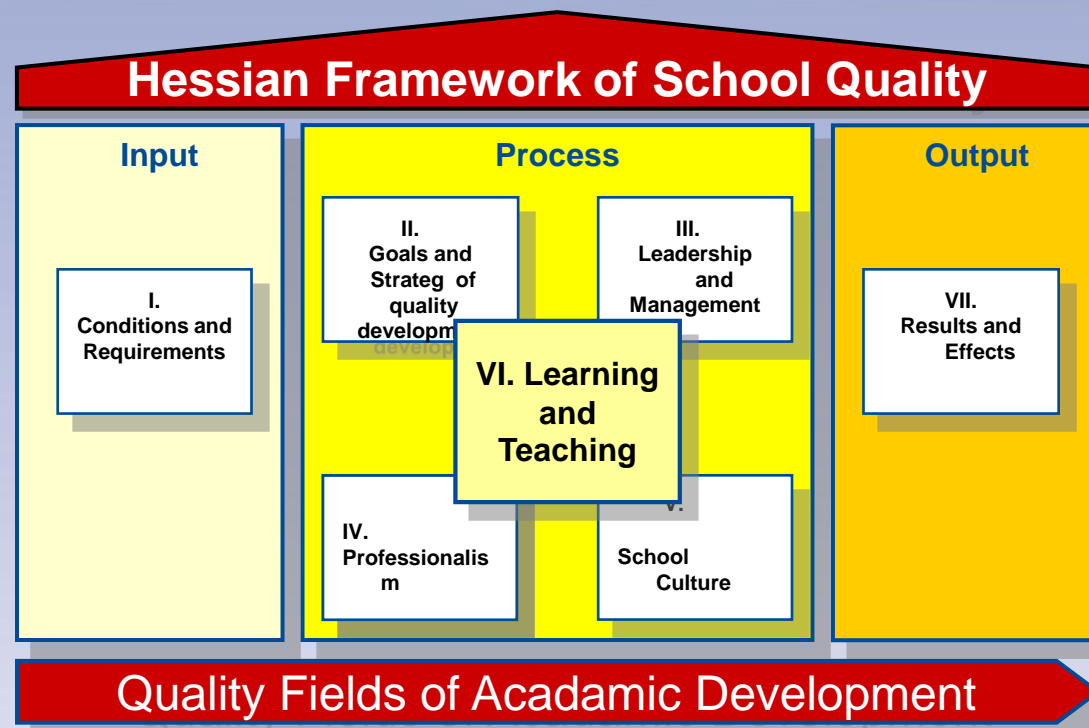 Hessian Framework of School Quality
Input
I.
Conditions and
Requirements
Process
II.
Goals and
Strateg of
quality
developm
III.
Leadership
and
Management
VI. Learning
and
Teaching
IV.
Professionalis
m
V.
School
Culture
Output
VII.
Results and
Effects
Quality Fields of Acadamic Development